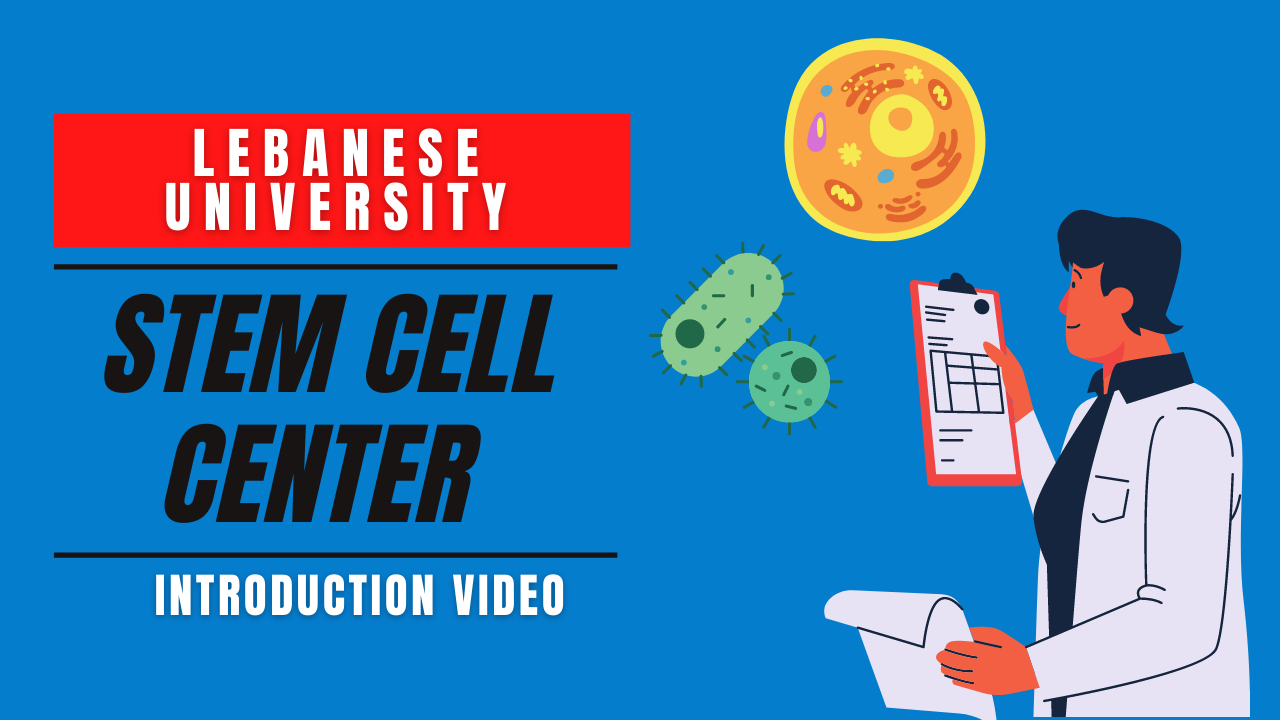 LEBANESE
UNIVERSITY
STEM CELL
CENTER
INTRODUCTION VIDEO